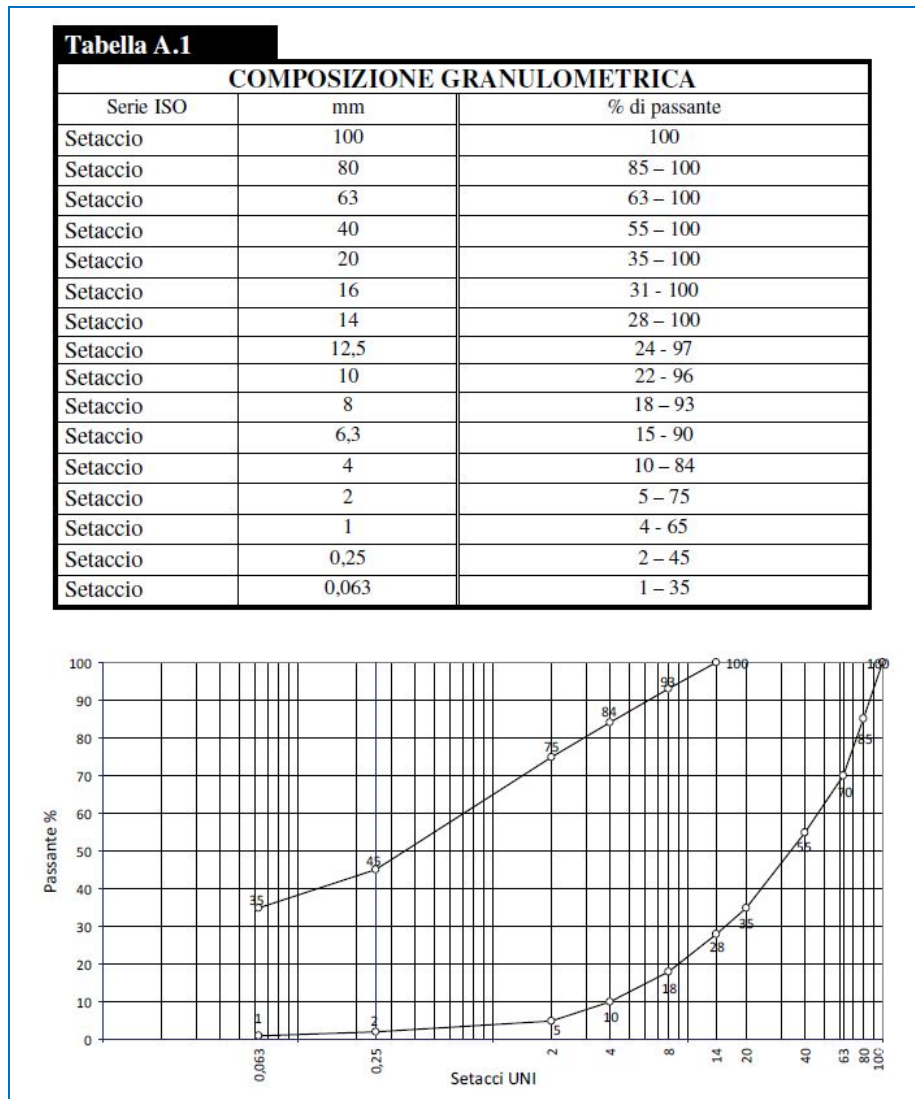 Tabella A.1
COMPOSIZIONE GRANULOMETRICA
Serie ISO mm % di passante
Setaccio 100 100
Setaccio 80 85 – 100
Setaccio 63 63 – 100
Setaccio 40 55 – 100
Setaccio 20 35 – 100
Setaccio 16 31 - 100
Setaccio 14 28 – 100
Setaccio 12,5 24 - 97
Setaccio 10 22 - 96
Setaccio 8 18 – 93
Setaccio 6,3 15 - 90
Setaccio 4 10 – 84
Setaccio 2 5 – 75
Setaccio 1 4 - 65
Setaccio 0,25 2 – 45
Setaccio 0,063 1 – 35
100 100 100
90 93
80 84 85
70 75 70
60
50 45 55
40
30 35 35
20 28
10 18
0 1 2 5 10
0,063 0,25 2 4 8 14 20 40 63 80 100
Passante %
Setacci UNI